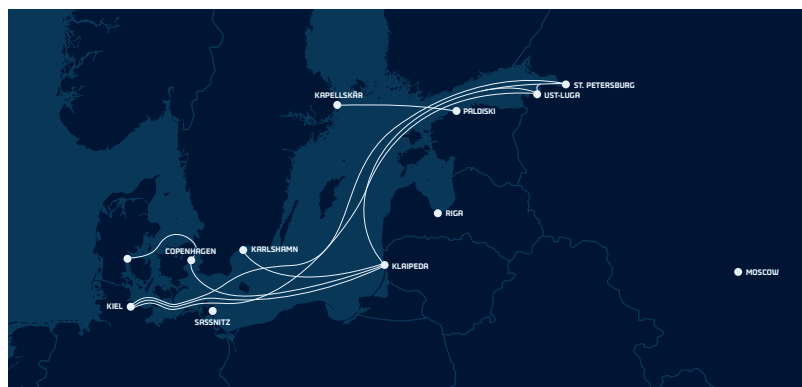 KAPELLSKÄR
ST. PETERSBURG
UST-LUGA
PALDISKI
RIGA
COPENHAGEN
KARLSHAMN
KLAIPEDA
MOSCOW
KIEL
SASSNITZ